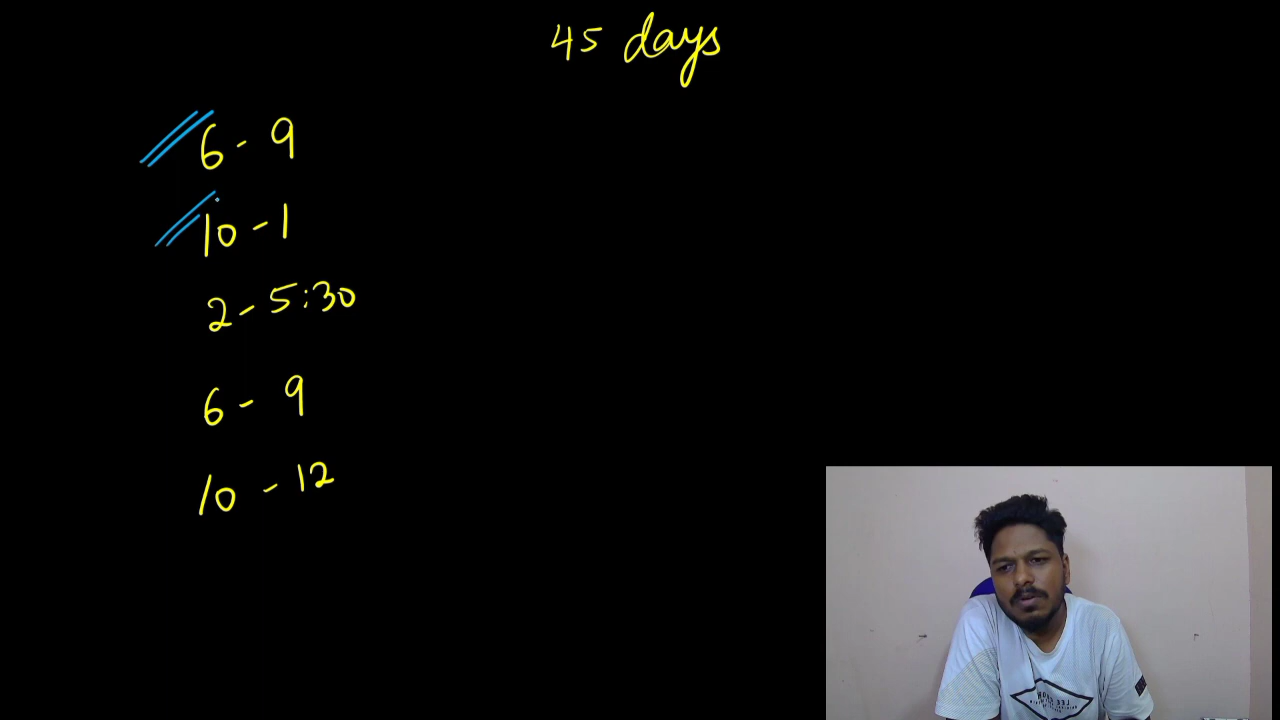 45 days
6 - 9
10 - 1
2 - 5:30
6 - 9
10 - 12